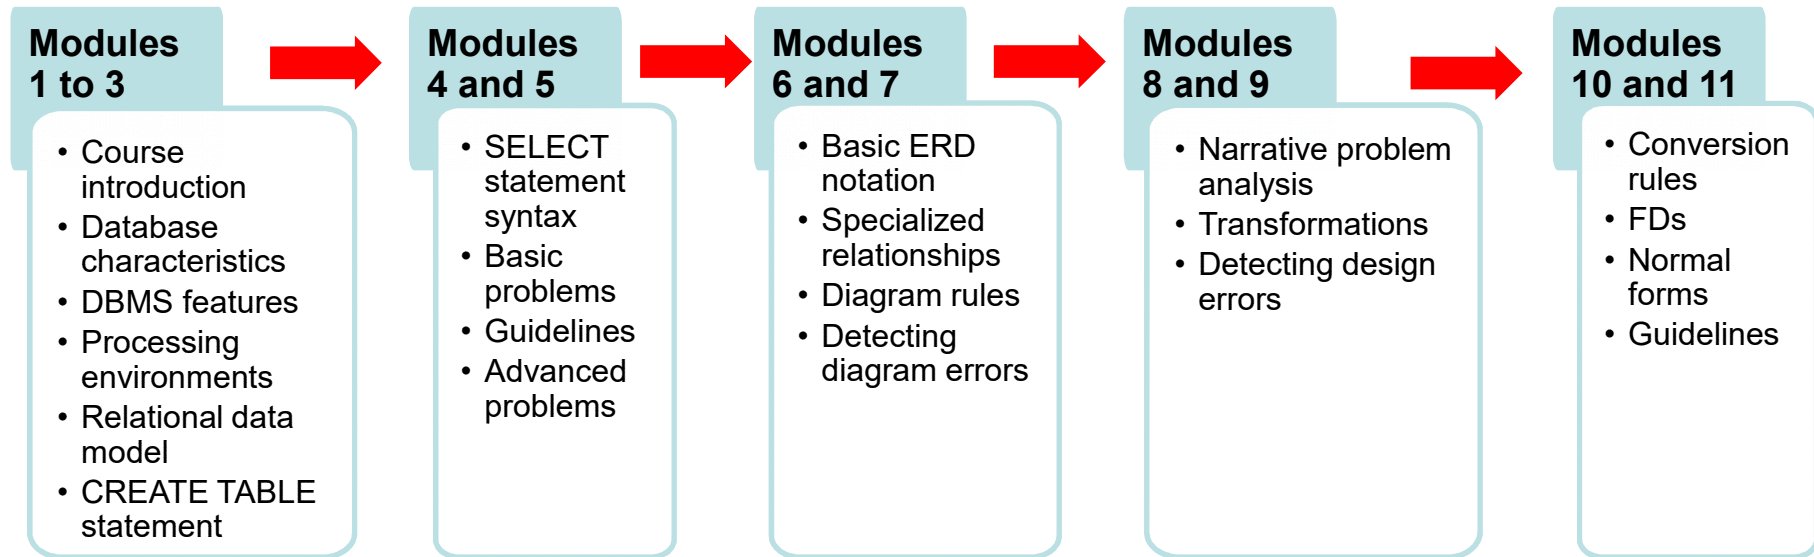 Modules
1 to 3
• Course
introduction
• Database
characteristics
• DBMS features
• Processing
environments
• Relational data
model
• CREATE TABLE
statement
Modules
4 and 5
• SELECT
statement
syntax
• Basic
problems
• Guidelines
• Advanced
problems
Modules
6 and 7
• Basic ERD
notation
• Specialized
relationships
• Diagram rules
• Detecting
diagram errors
Modules
8 and 9
• Narrative problem
analysis
• Transformations
• Detecting design
errors
Modules
10 and 11
• Conversion
rules
• FDs
• Normal
forms
• Guidelines